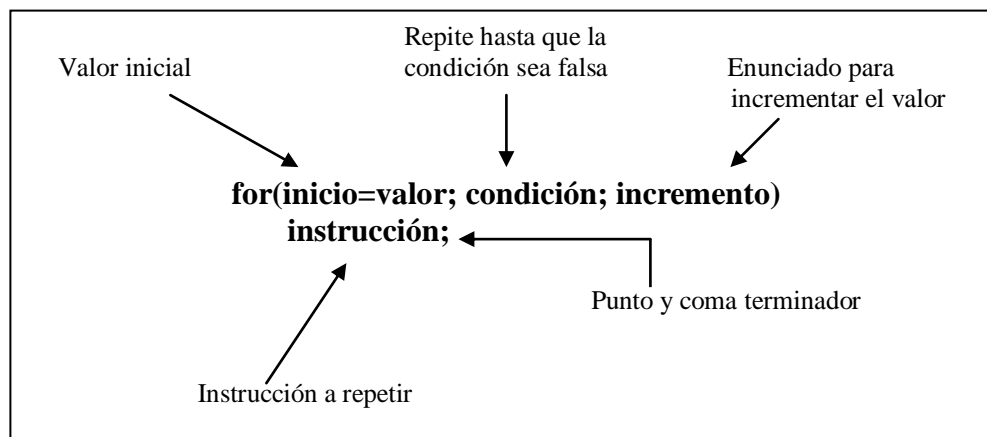 Valor inicial
Repite hasta que la
condición sea falsa
Enunciado para
incrementar el valor
for(inicio=valor; condición; incremento)
instrucción;
Punto y coma terminador
Instrucción a repetir